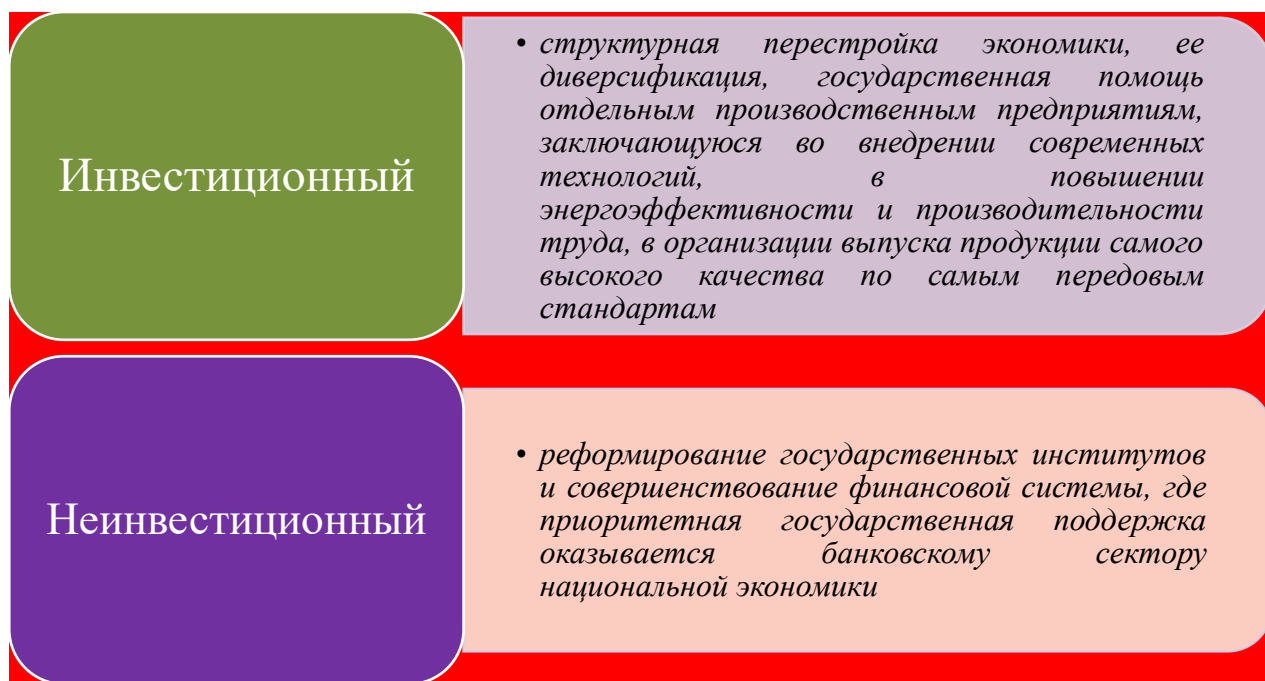 Инвестиционный
• структурная перестройка экономики, ее
диверсификация, государственная помощь
отдельным производственным предприятиям,
заключающуюся во внедрении современных
технологий, в повышении
энергоэффективности и производительности
труда, в организации выпуска продукции самого
высокого качества по самым передовым
стандартам
Неинвестиционный
• реформирование государственных институтов
и совершенствование финансовой системы, где
приоритетная государственная поддержка
оказывается банковскому сектору
национальной экономики